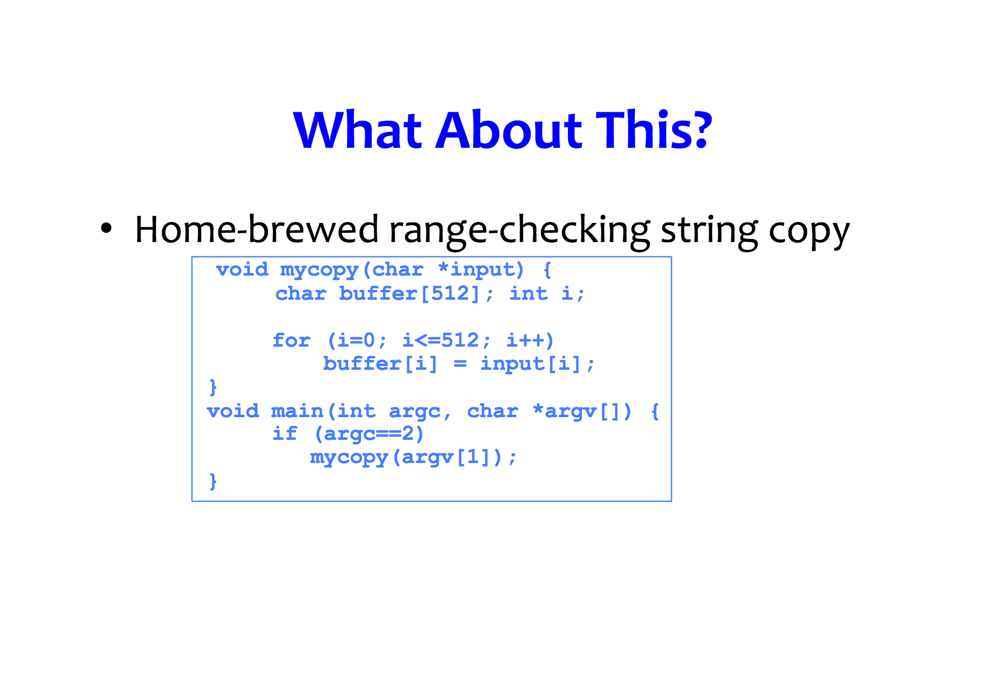 What About This?
• Home-brewed range-checking string copy
void mycopy(char *input) {
char buffer[512]; int i;
for (i=0; i<=512; i++)
buffer[i] = input[i];
}
void main(int argc, char *argv[]) {
if (argc==2)
mycopy(argv[1]);
}